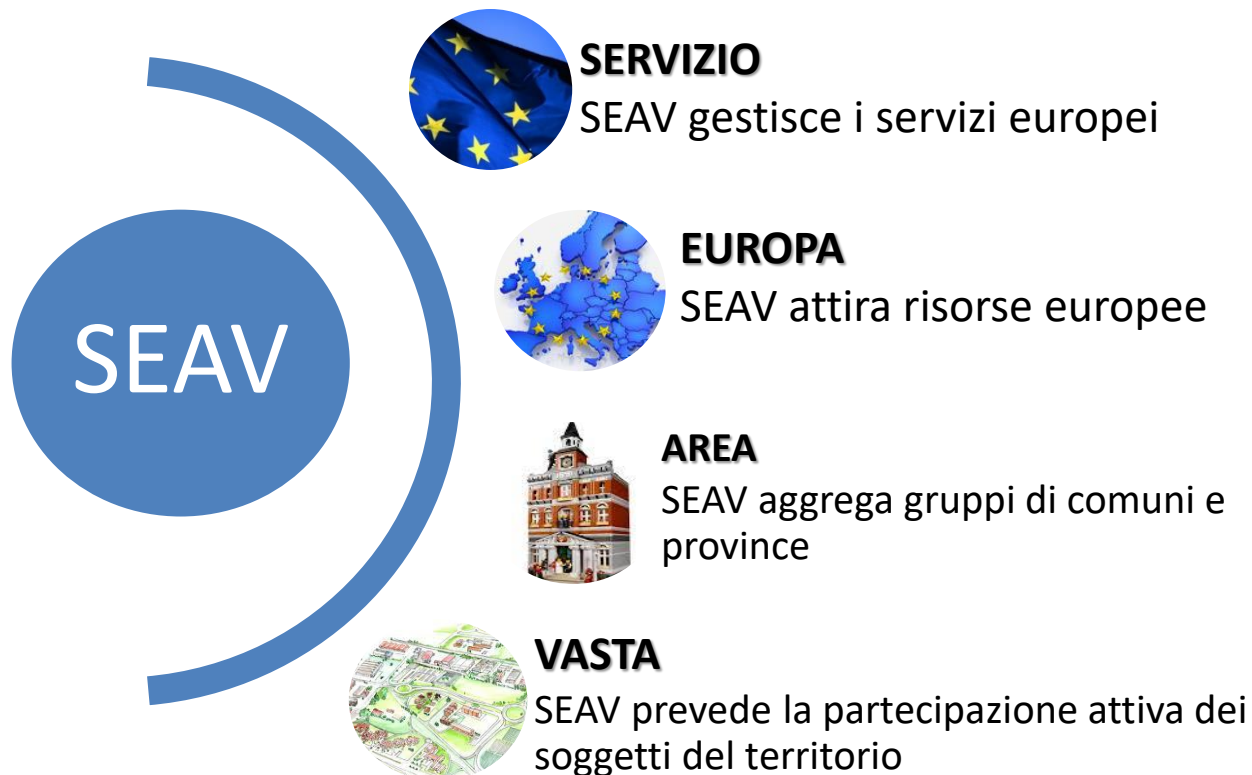 SEAV
SERVIZIO
SEAV gestisce i servizi europei
EUROPA
SEAV attira risorse europee
AREA
SEAV aggrega gruppi di comuni e
province
VASTA
SEAV prevede la partecipazione attiva dei
soggetti del territorio